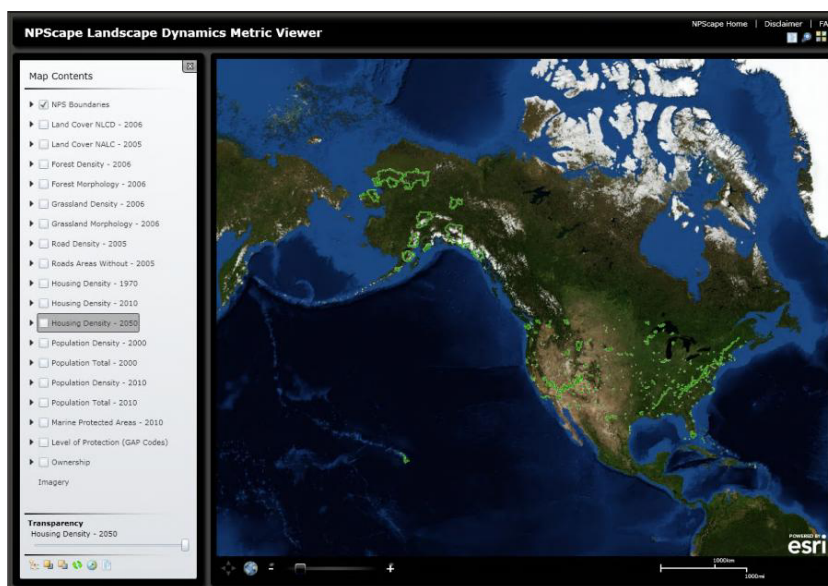 NPScape Landscape Dynamics Metric Viewer
NPScape Home | Disclaimer | FA
Map Contents
NPS Boundaries
Land Cover NLCD - 2006
Land Cover NALC - 2005
Forest Density - 2006
Forest Morphology - 2006
Grassland Density - 2006
Grassland Morphology - 2006
Road Density - 2005
Roads Areas Without - 2005
Housing Density - 1970
Housing Density - 2010
Housing Density - 2050
Population Density - 2000
Population Total - 2000
Population Density - 2010
Population Total - 2010
Marine Protected Areas - 2010
Level of Protection (GAP Codes)
Ownership
Imagery
Transparency
Housing Density - 2050
POWERED BY
esri
1000km
1000mi